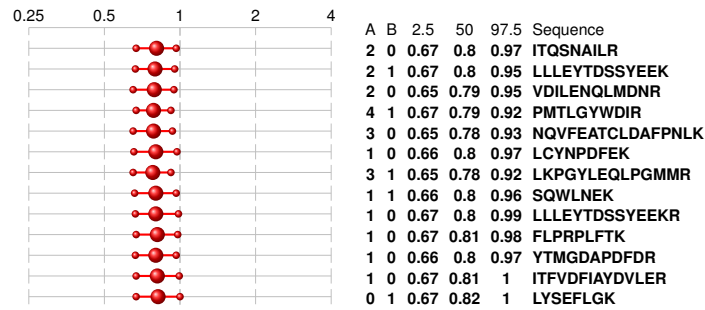 0.25 0.5 1 2 4
A B 2.5 50 97.5 Sequence
2 0 0.67 0.8 0.97 ITQSNAILR
2 1 0.67 0.8 0.95 LLLEYTDSSYEEK
2 0 0.65 0.79 0.95 VDILENQLMDNR
4 1 0.67 0.79 0.92 PMTLGYWDIR
3 0 0.65 0.78 0.93 NQVFEATCLDAFPNLK
1 0 0.66 0.8 0.97 LCYNPDFEK
3 1 0.65 0.78 0.92 LKPGYLEQLPGMMR
1 1 0.66 0.8 0.96 SQWLNEK
1 0 0.67 0.8 0.99 LLLEYTDSSYEEKR
1 0 0.67 0.81 0.98 FLPRPLFTK
1 0 0.66 0.8 0.97 YTMGDAPDFDR
1 0 0.67 0.81 1 ITFVDFIAYDVLER
0 1 0.67 0.82 1 LYSEFLGK